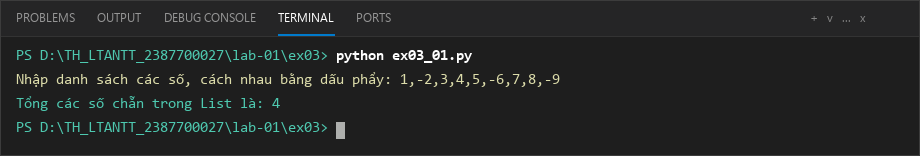 PROBLEMS OUTPUT DEBUG CONSOLE TERMINAL PORTS + v ... x
PS D:\TH_LTANTT_2387700027\lab-01\ex03> python ex03_01.py
Nhập danh sách các số, cách nhau bằng dấu phẩy: 1,-2,3,4,5,-6,7,8,-9
Tổng các số chẵn trong List là: 4
PS D:\TH_LTANTT_2387700027\lab-01\ex03>